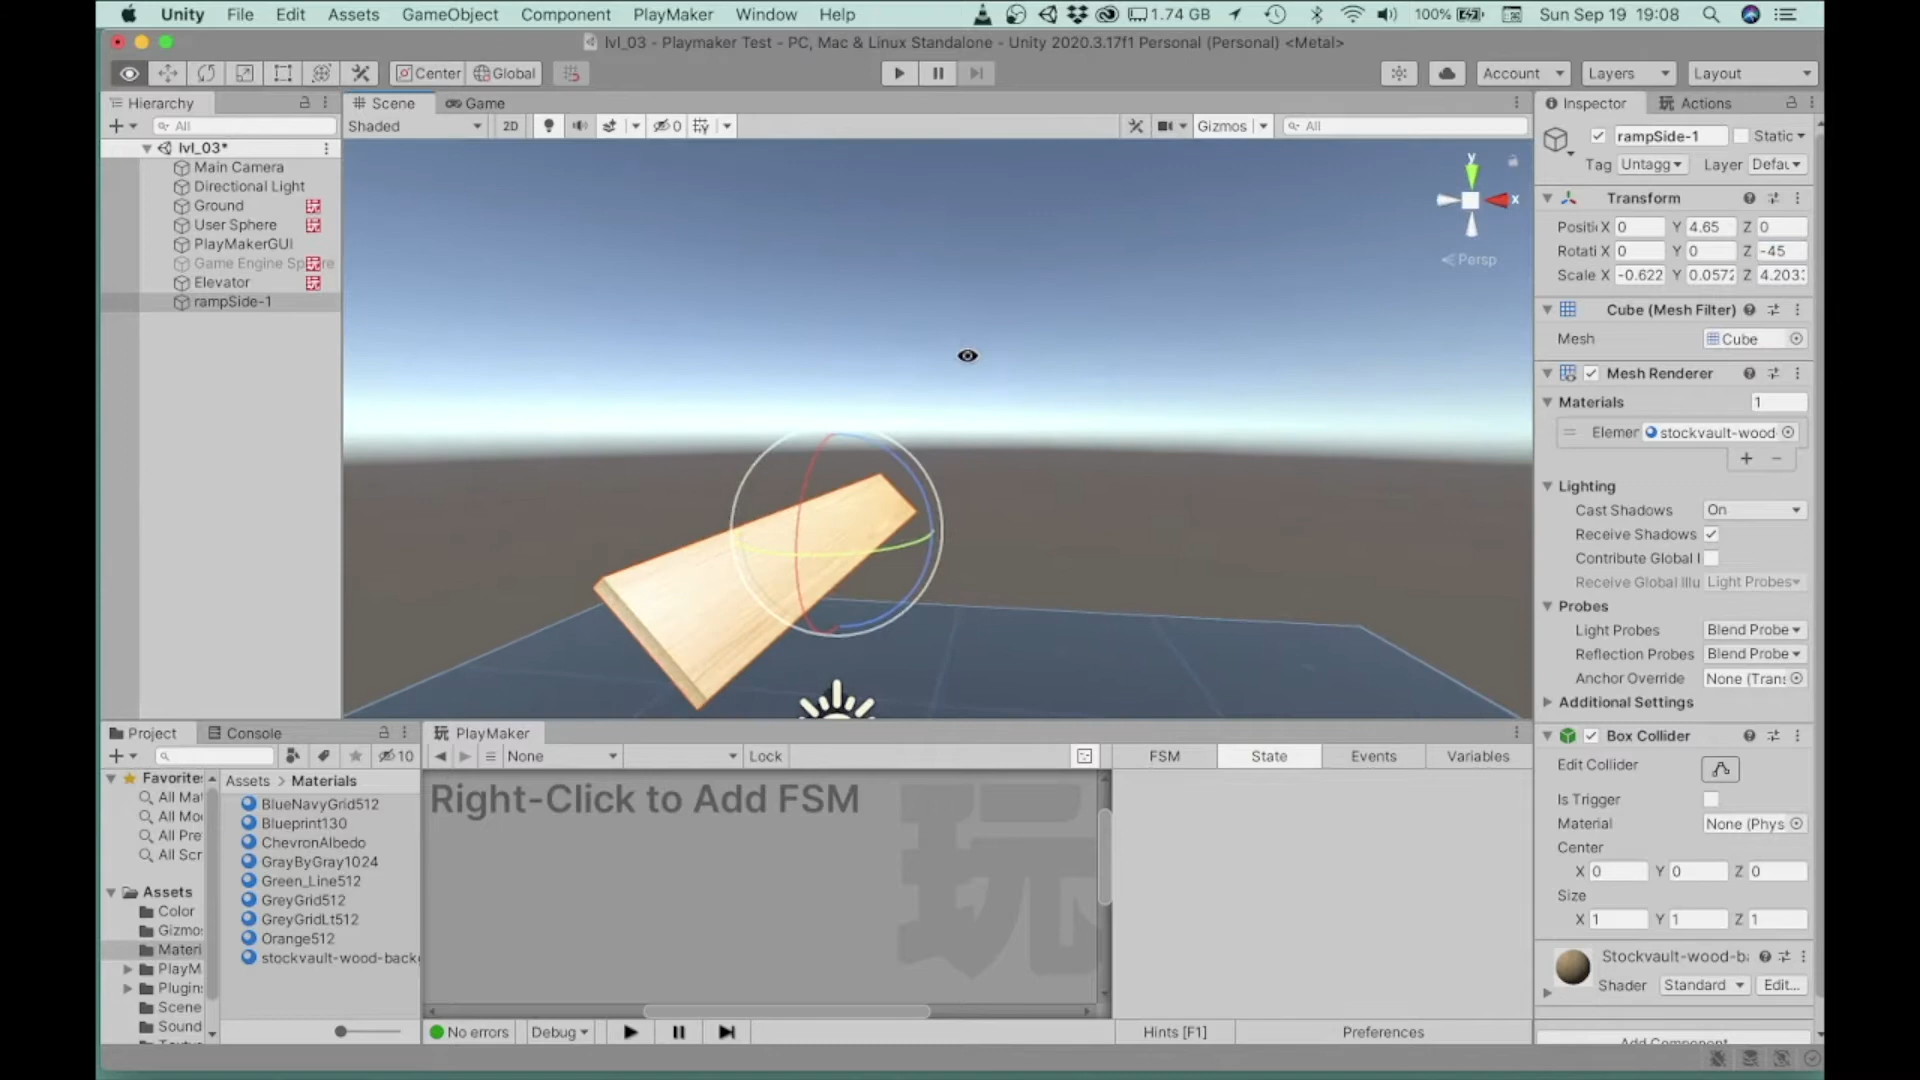 Unity File Edit Assets GameObject Component PlayMaker Window Help 1.74 GB 100% Sun Sep 19 19:08
lvl_03 - Playmaker Test - PC, Mac & Linux Standalone - Unity 2020.3.17f1 Personal (Personal) <Metal>
Center Global Account Layers Layout
Hierarchy
All
lvl_03*
Main Camera
Directional Light
Ground
User Sphere
PlayMakerGUI
Game Engine Sp re
Elevator
rampSide-1
Scene Game
Shaded 2D 0 Gizmos All
y
x
Persp
Inspector Actions
rampSide-1 Static
Tag Untagg Layer Defau
Transform
Positi X 0 Y 4.65 Z 0
Rotati X 0 Y 0 Z -45
Scale X -0.622 Y 0.0572 Z 4.203
Cube (Mesh Filter)
Mesh Cube
Mesh Renderer
Materials 1
Elemer stockvault-wood
Lighting
Cast Shadows On
Receive Shadows
Contribute Global I
Receive Global Illu Light Probes
Probes
Light Probes Blend Probe
Reflection Probes Blend Probe
Anchor Override None (Trans
Additional Settings
Box Collider
Edit Collider
Is Trigger
Material None (Phys
Center
X 0 Y 0 Z 0
Size
X 1 Y 1 Z 1
Stockvault-wood-b
Shader Standard Edit...
Add Component
Project Console
10
Favorite
All Mat
All Mo
All Pre
All Scr
Assets
Color
Gizmo
Materi
PlayM
Plugin
Scene
Sound
Assets > Materials
BlueNavyGrid512
Blueprint130
ChevronAlbedo
GrayByGray1024
Green_Line512
GreyGrid512
GreyGridLt512
Orange512
stockvault-wood-back
玩 PlayMaker
None Lock
Right-Click to Add FSM
玩
FSM State Events Variables
No errors Debug
Hints [F1] Preferences